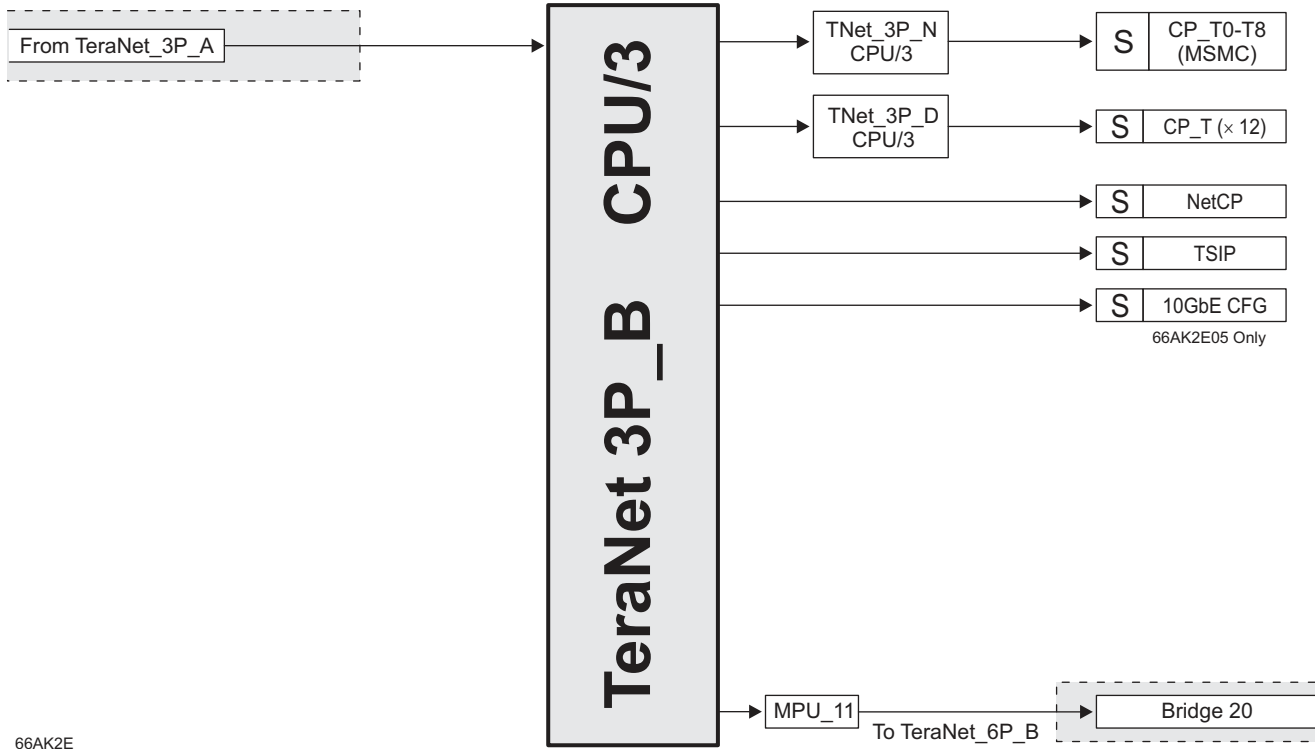 From TeraNet_3P_A
TeraNet 3P_B CPU/3
TNet_3P_N
CPU/3
S
CP_T0-T8
(MSMC)
TNet_3P_D
CPU/3
S
CP_T (× 12)
S
NetCP
S
TSIP
S
10GbE CFG
66AK2E05 Only
MPU_11
To TeraNet_6P_B
Bridge 20
66AK2E